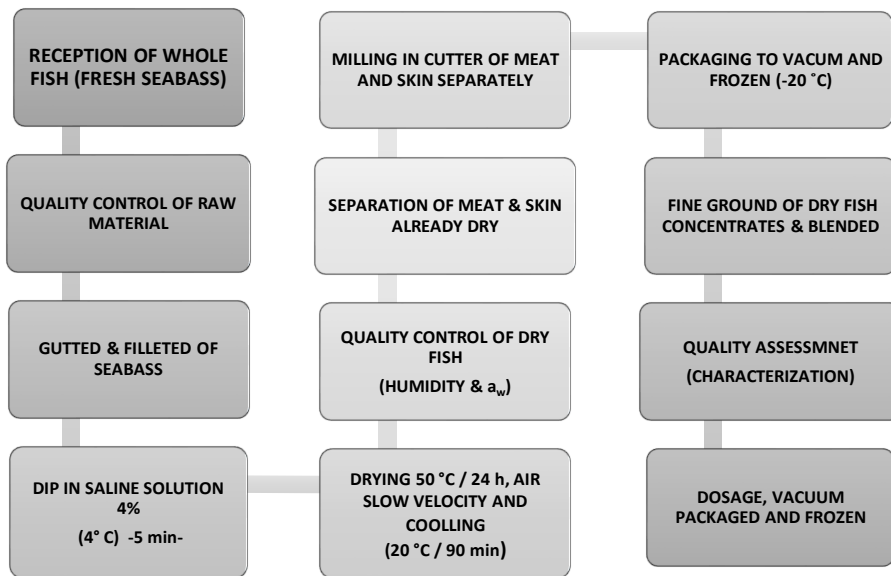 RECEPTION OF WHOLE
FISH (FRESH SEABASS)
QUALITY CONTROL OF RAW
MATERIAL
GUTTED & FILLETED OF
SEABASS
DIP IN SALINE SOLUTION
4%
(4° C) -5 min-
DRYING 50 °C / 24 h, AIR
SLOW VELOCITY AND
COOLLING
(20 °C / 90 min)
QUALITY CONTROL OF DRY
FISH
(HUMIDITY & aw)
SEPARATION OF MEAT & SKIN
ALREADY DRY
MILLING IN CUTTER OF MEAT
AND SKIN SEPARATELY
PACKAGING TO VACUM AND
FROZEN (-20 ˚C)
FINE GROUND OF DRY FISH
CONCENTRATES & BLENDED
QUALITY ASSESSMNET
(CHARACTERIZATION)
DOSAGE, VACUUM
PACKAGED AND FROZEN